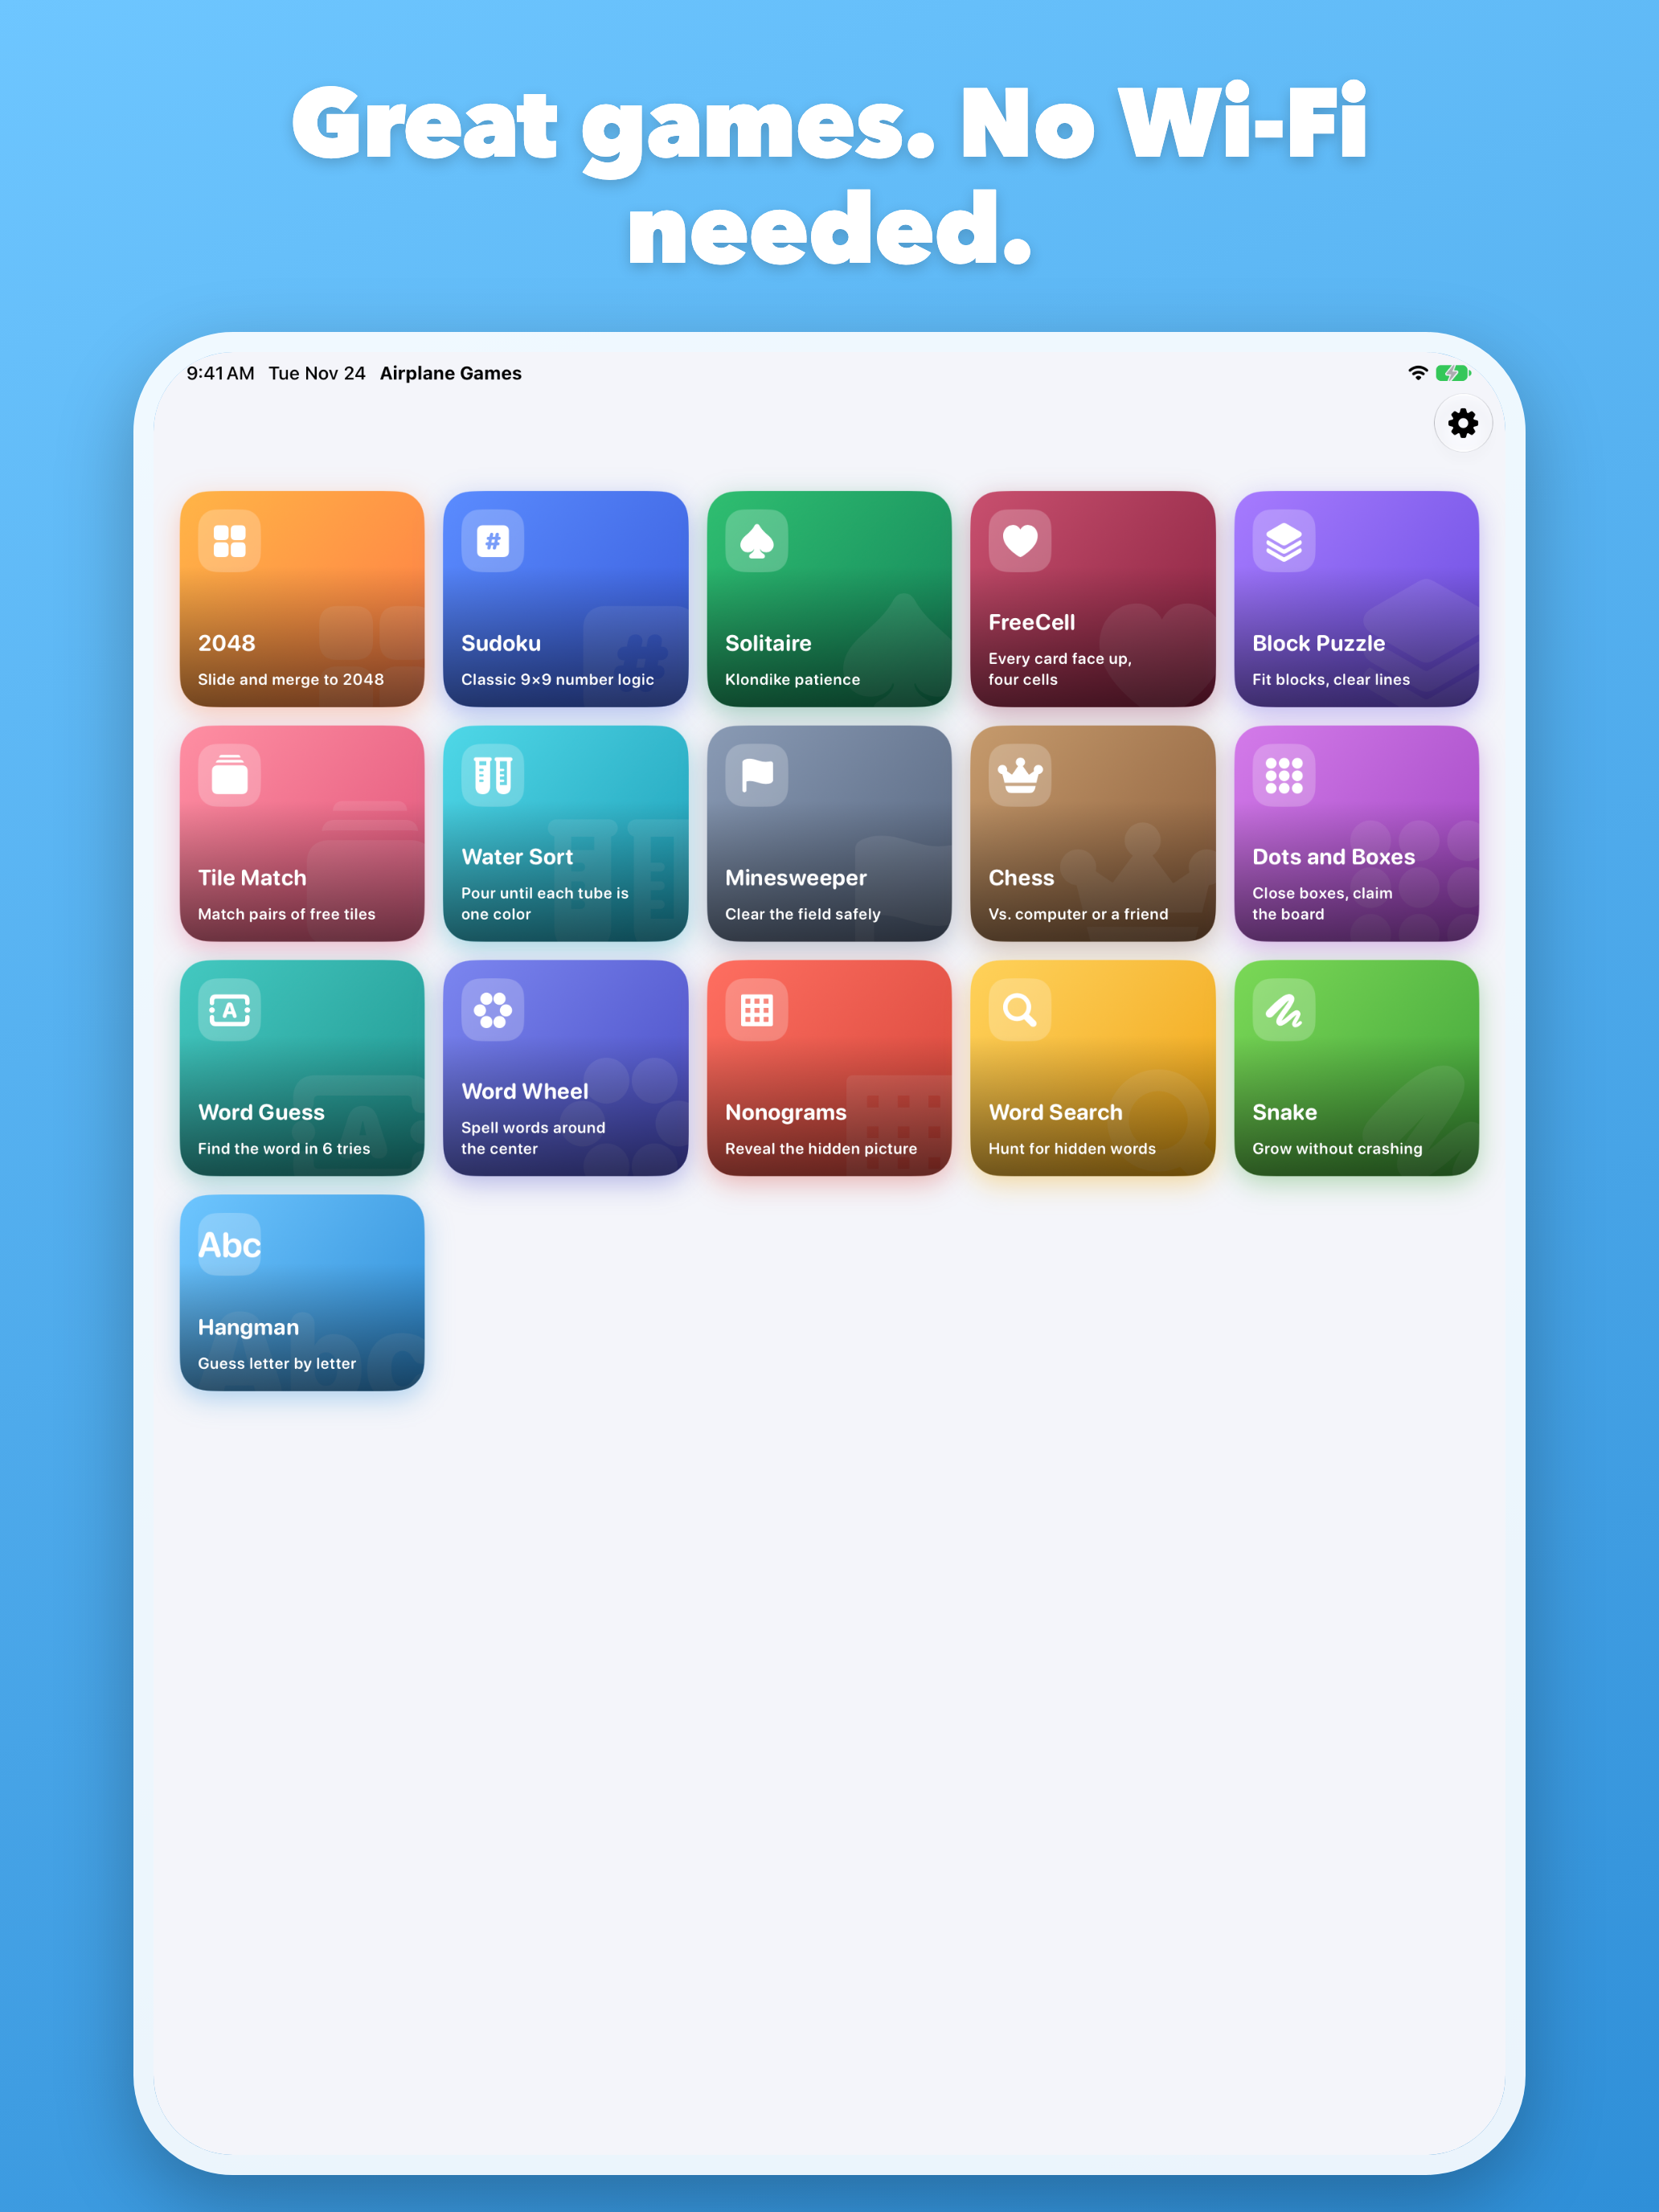 Great games. No Wi-Fi
needed.
9:41 AM Tue Nov 24 Airplane Games
#
2048
Slide and merge to 2048
Sudoku
Classic 9×9 number logic
Solitaire
Klondike patience
FreeCell
Every card face up,
four cells
Block Puzzle
Fit blocks, clear lines
Tile Match
Match pairs of free tiles
Water Sort
Pour until each tube is
one color
Minesweeper
Clear the field safely
Chess
Vs. computer or a friend
Dots and Boxes
Close boxes, claim
the board
A
Word Guess
Find the word in 6 tries
Word Wheel
Spell words around
the center
Nonograms
Reveal the hidden picture
Word Search
Hunt for hidden words
Snake
Grow without crashing
Abc
Hangman
Guess letter by letter